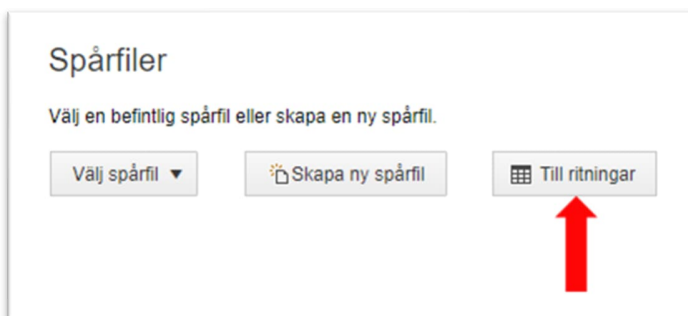 Spårfiler
Välj en befintlig spårfil eller skapa en ny spårfil.
Välj spårfil Skapa ny spårfil Till ritningar